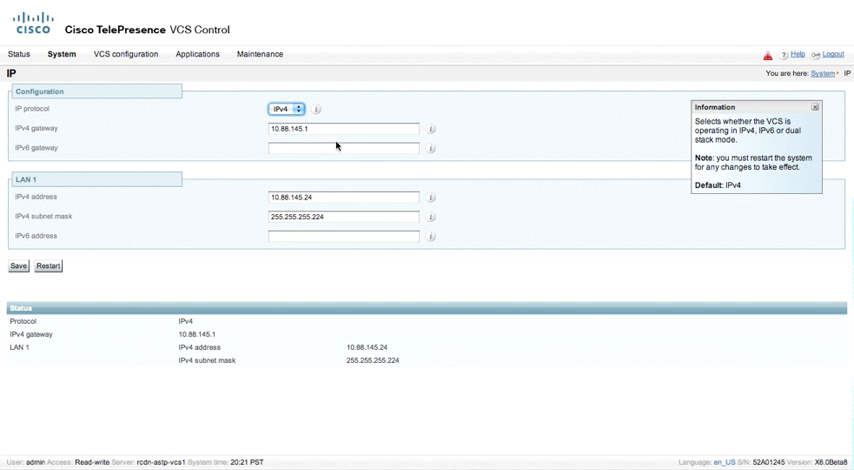 CISCO
Cisco TelePresence VCS Control
Status System VCS configuration Applications Maintenance
? Help Logout
IP You are here: System IP
Configuration
IP protocol IPv4 i
IPv4 gateway 10.88.145.1 i
IPv6 gateway i
Information
Selects whether the VCS is
operating in IPv4, IPv6 or dual
stack mode.
Note: you must restart the system
for any changes to take effect.
Default: IPv4
LAN 1
IPv4 address 10.88.145.24 i
IPv4 subnet mask 255.255.255.224 i
IPv6 address i
Save Restart
Status
Protocol IPv4
IPv4 gateway 10.88.145.1
LAN 1 IPv4 address 10.88.145.24
IPv4 subnet mask 255.255.255.224
User: admin Access: Read-write Server: rcdn-astp-vcs1 System time: 20:21 PST Language: en_US S/N: 52A01245 Version: X6.0Beta8